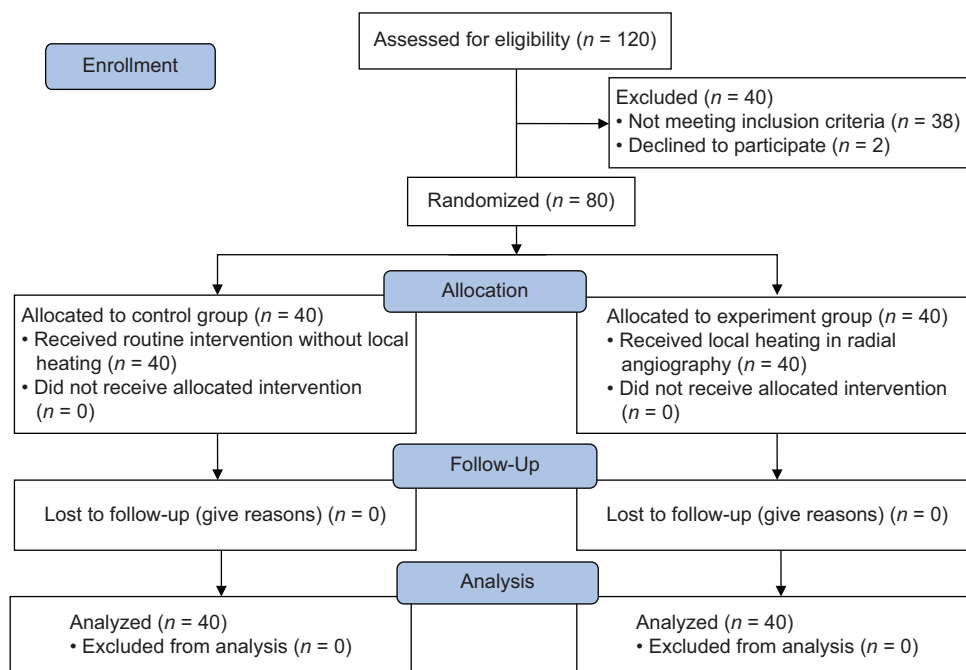 Enrollment
Assessed for eligibility (n = 120)
Excluded (n = 40)
• Not meeting inclusion criteria (n = 38)
• Declined to participate (n = 2)
Randomized (n = 80)
Allocation
Allocated to control group (n = 40)
• Received routine intervention without local
heating (n = 40)
• Did not receive allocated intervention
(n = 0)
Allocated to experiment group (n = 40)
• Received local heating in radial
angiography (n = 40)
• Did not receive allocated intervention
(n = 0)
Follow-Up
Lost to follow-up (give reasons) (n = 0)
Lost to follow-up (give reasons) (n = 0)
Analysis
Analyzed (n = 40)
• Excluded from analysis (n = 0)
Analyzed (n = 40)
• Excluded from analysis (n = 0)